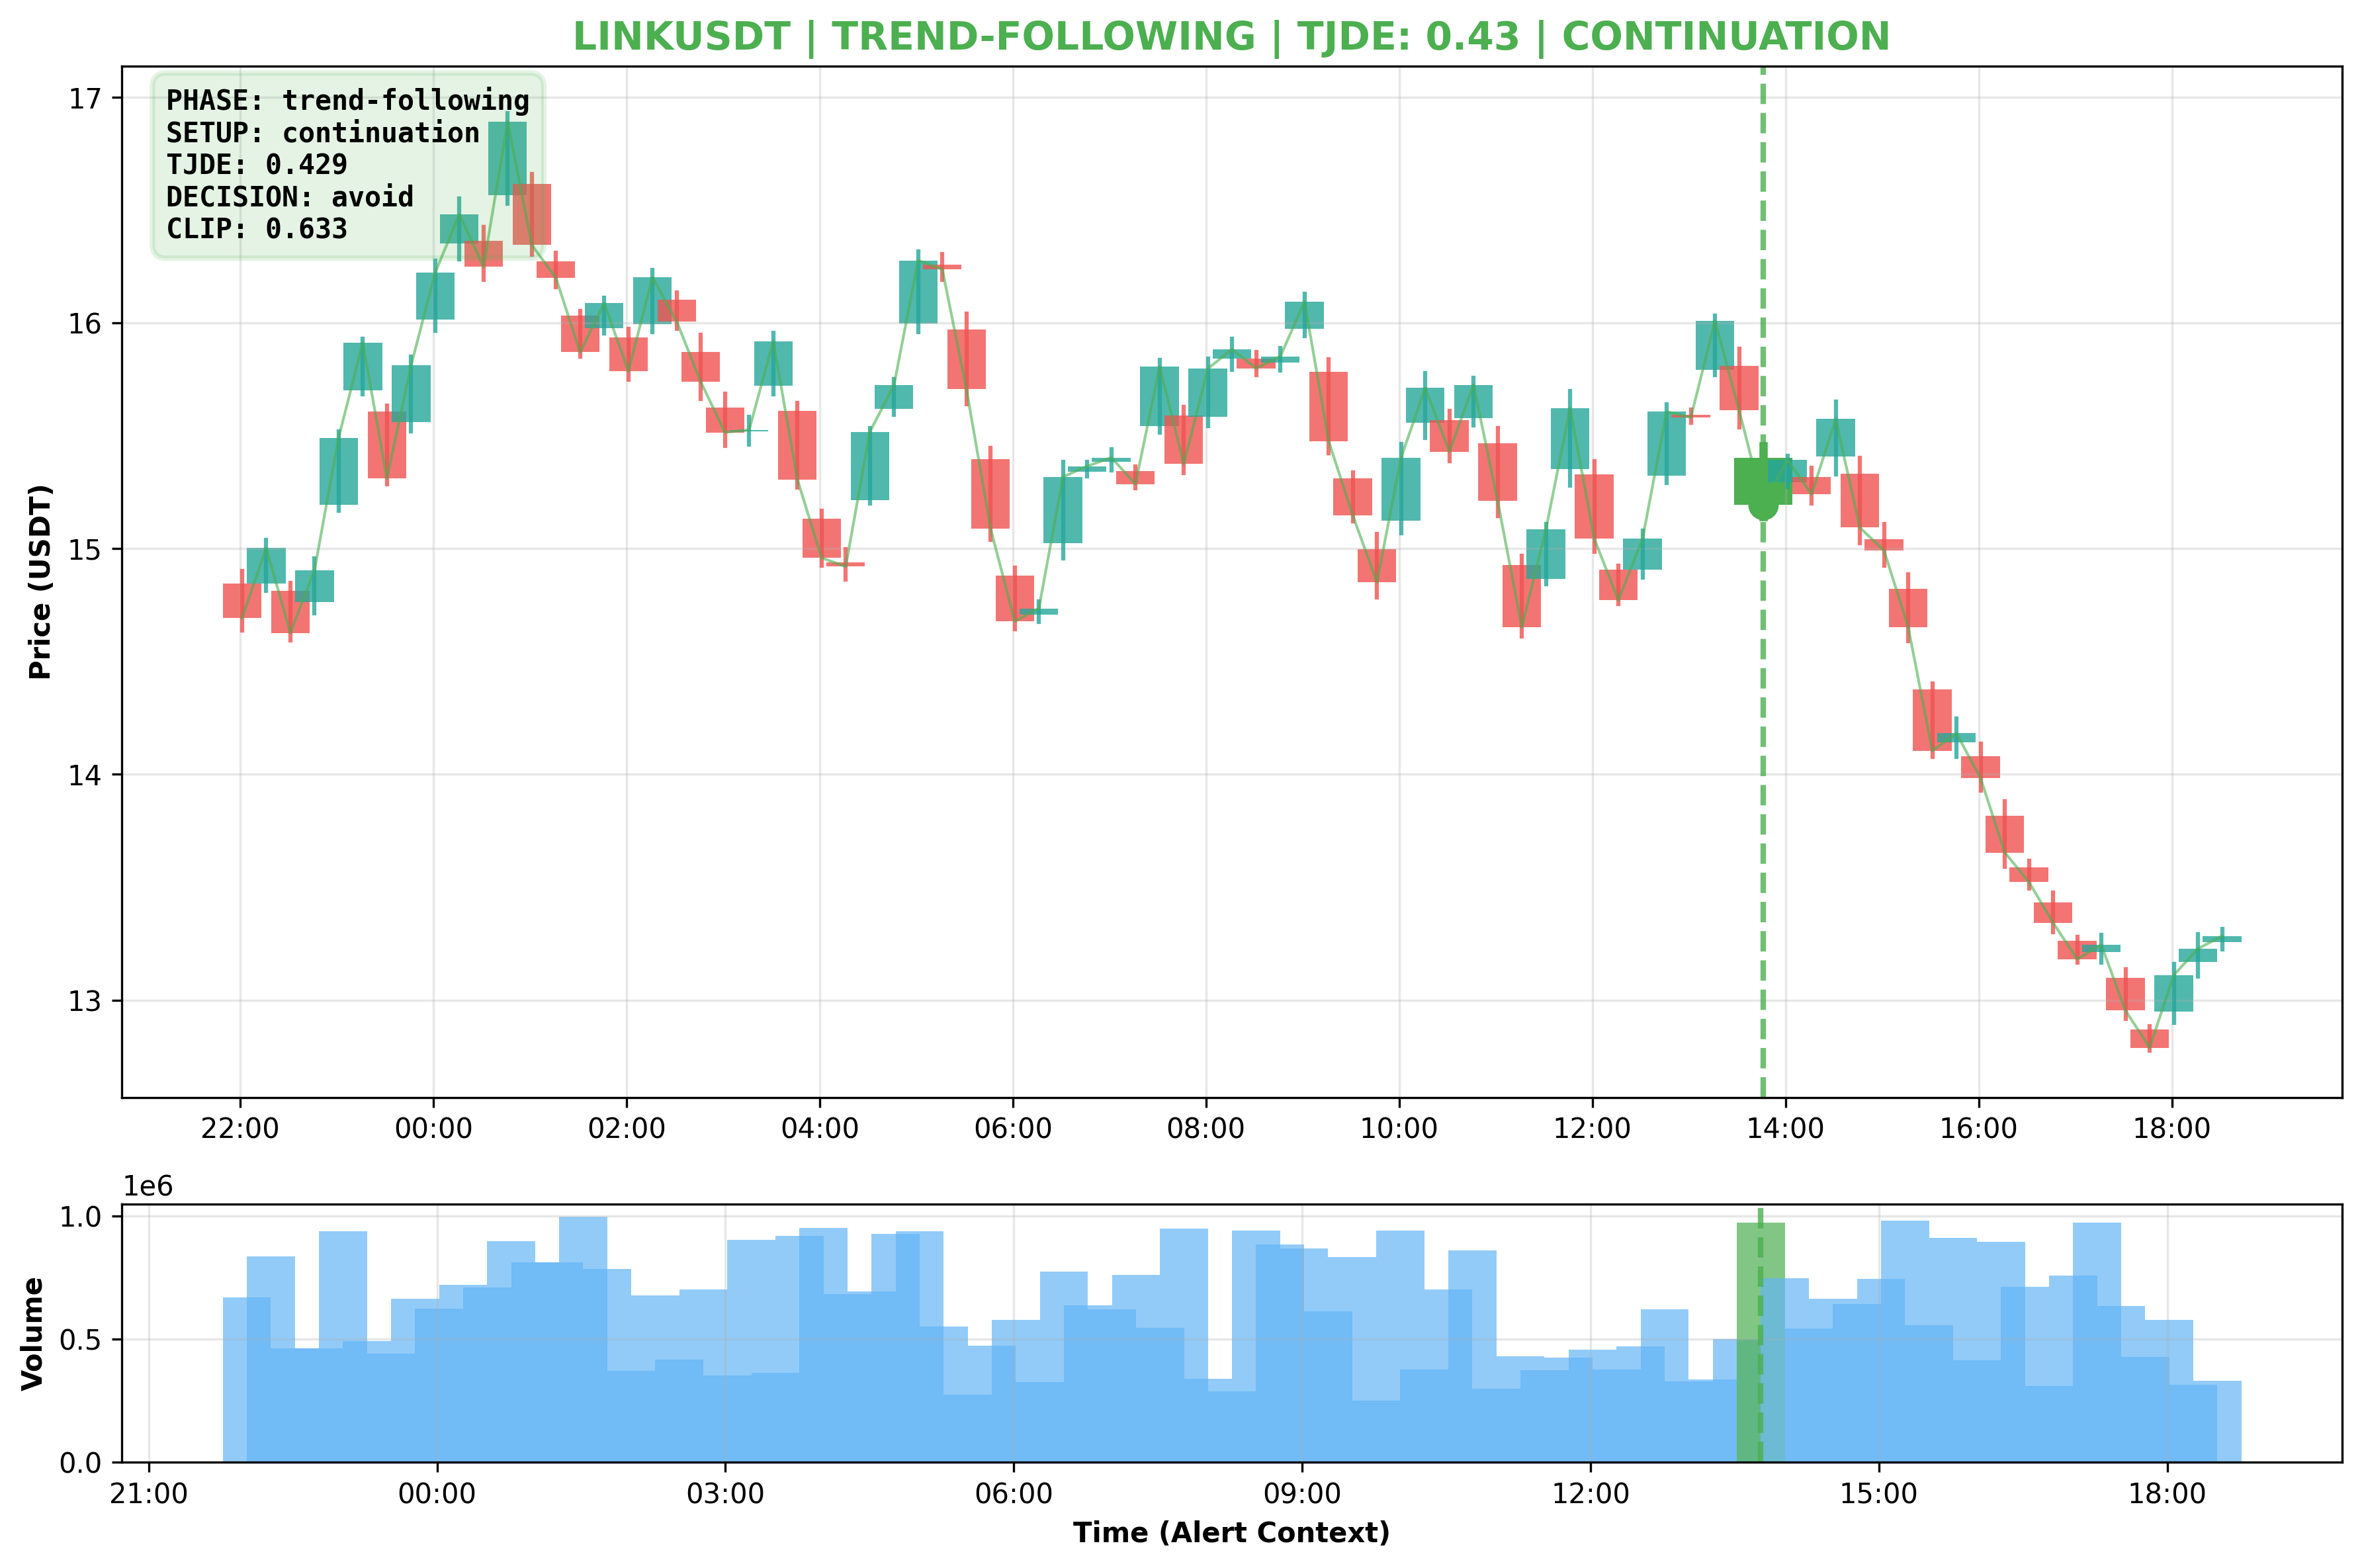 LINKUSDT | TREND-FOLLOWING | TJDE: 0.43 | CONTINUATION
PHASE: trend-following
SETUP: continuation
TJDE: 0.429
DECISION: avoid
CLIP: 0.633
Price (USDT)
17
16
15
14
13
22:00 00:00 02:00 04:00 06:00 08:00 10:00 12:00 14:00 16:00 18:00
1e6
Volume
1.0
0.5
0.0
21:00 00:00 03:00 06:00 09:00 12:00 15:00 18:00
Time (Alert Context)